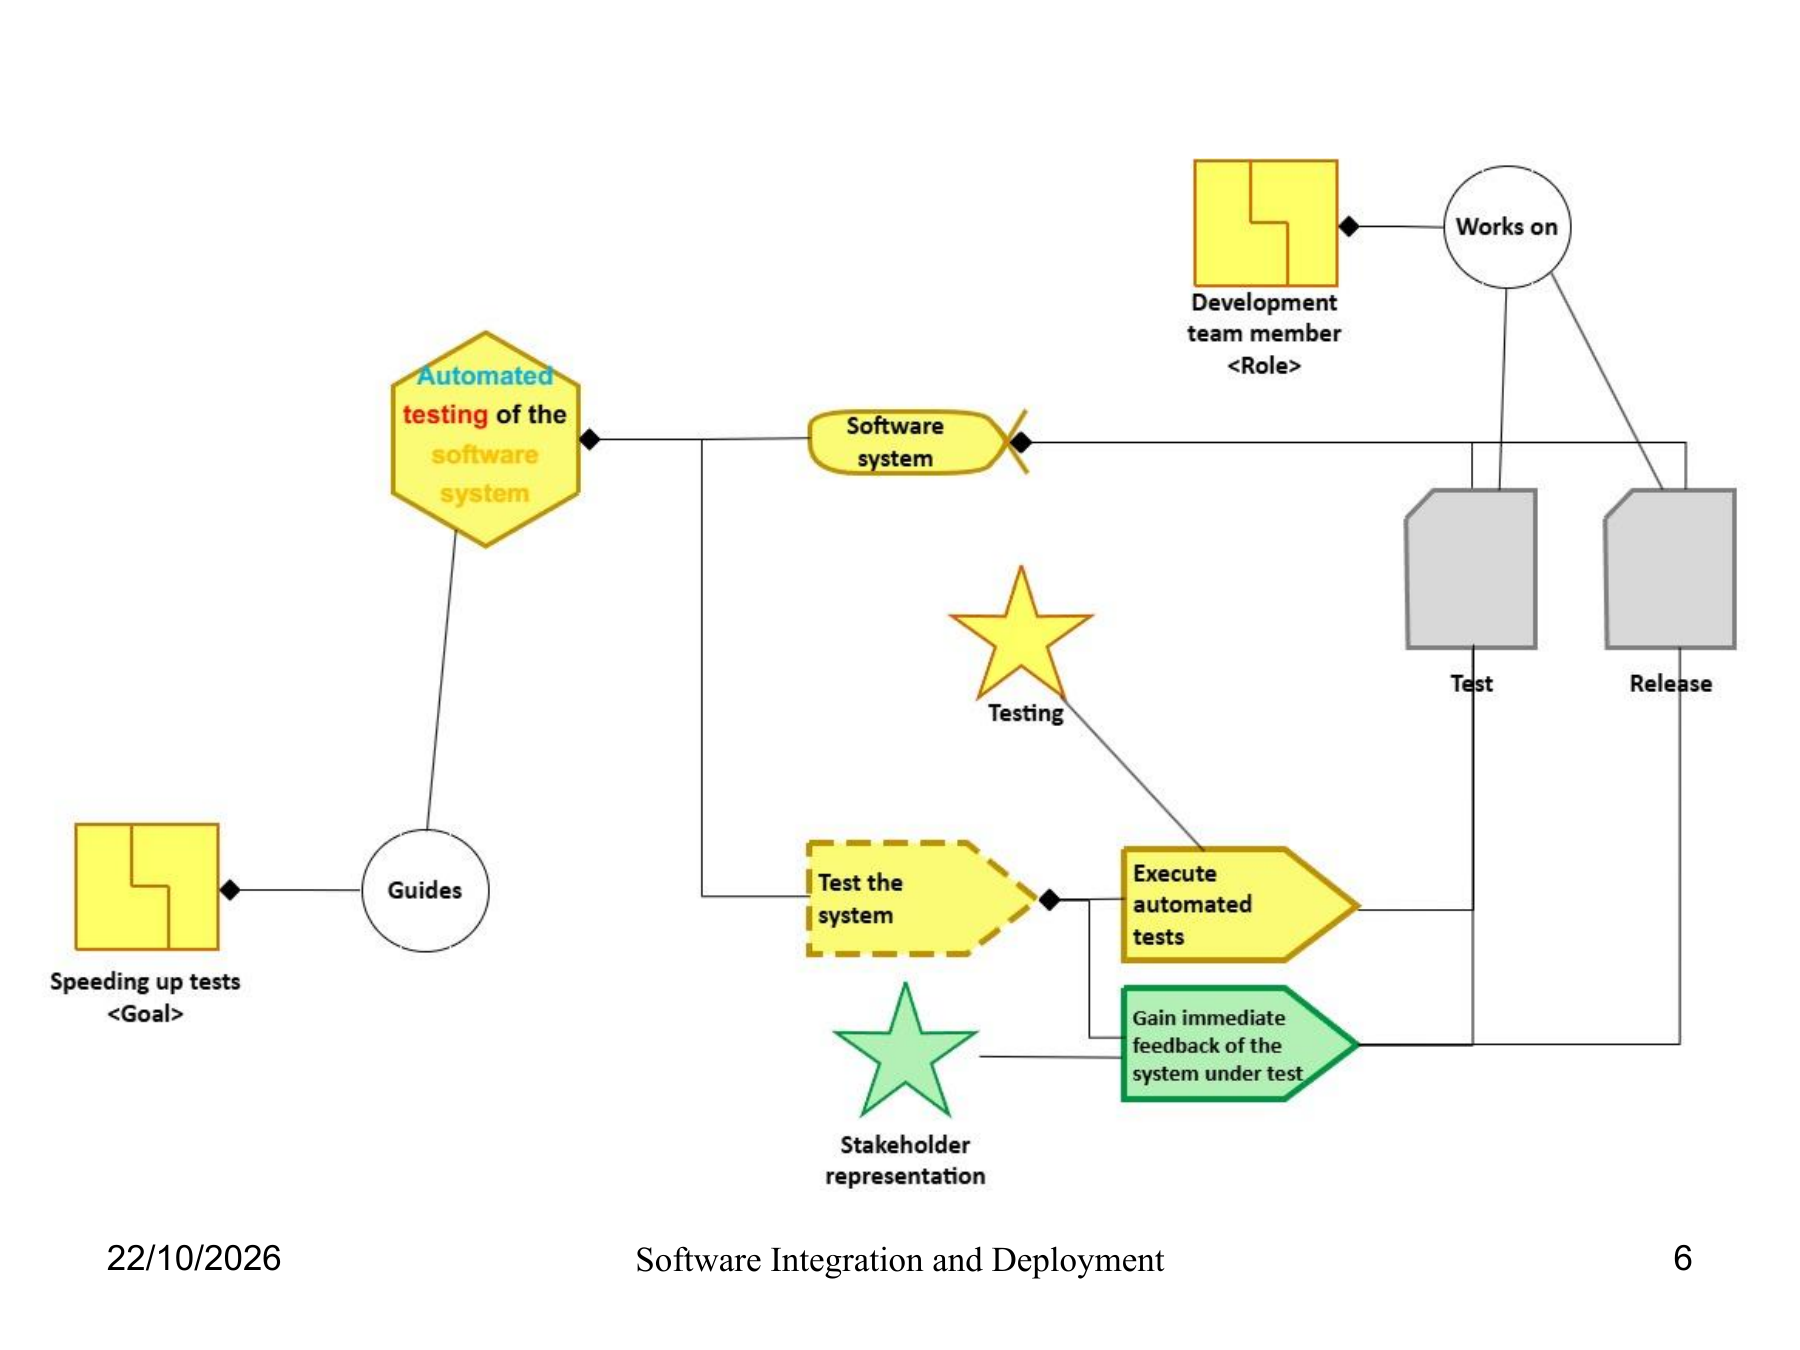 Works on
Development
team member
<Role>
Automated
testing of the
software
system
Software
system
Testing
Test
Release
Guides
Speeding up tests
<Goal>
Test the
system
Execute
automated
tests
Gain immediate
feedback of the
system under test
Stakeholder
representation
22/10/2026
Software Integration and Deployment
6